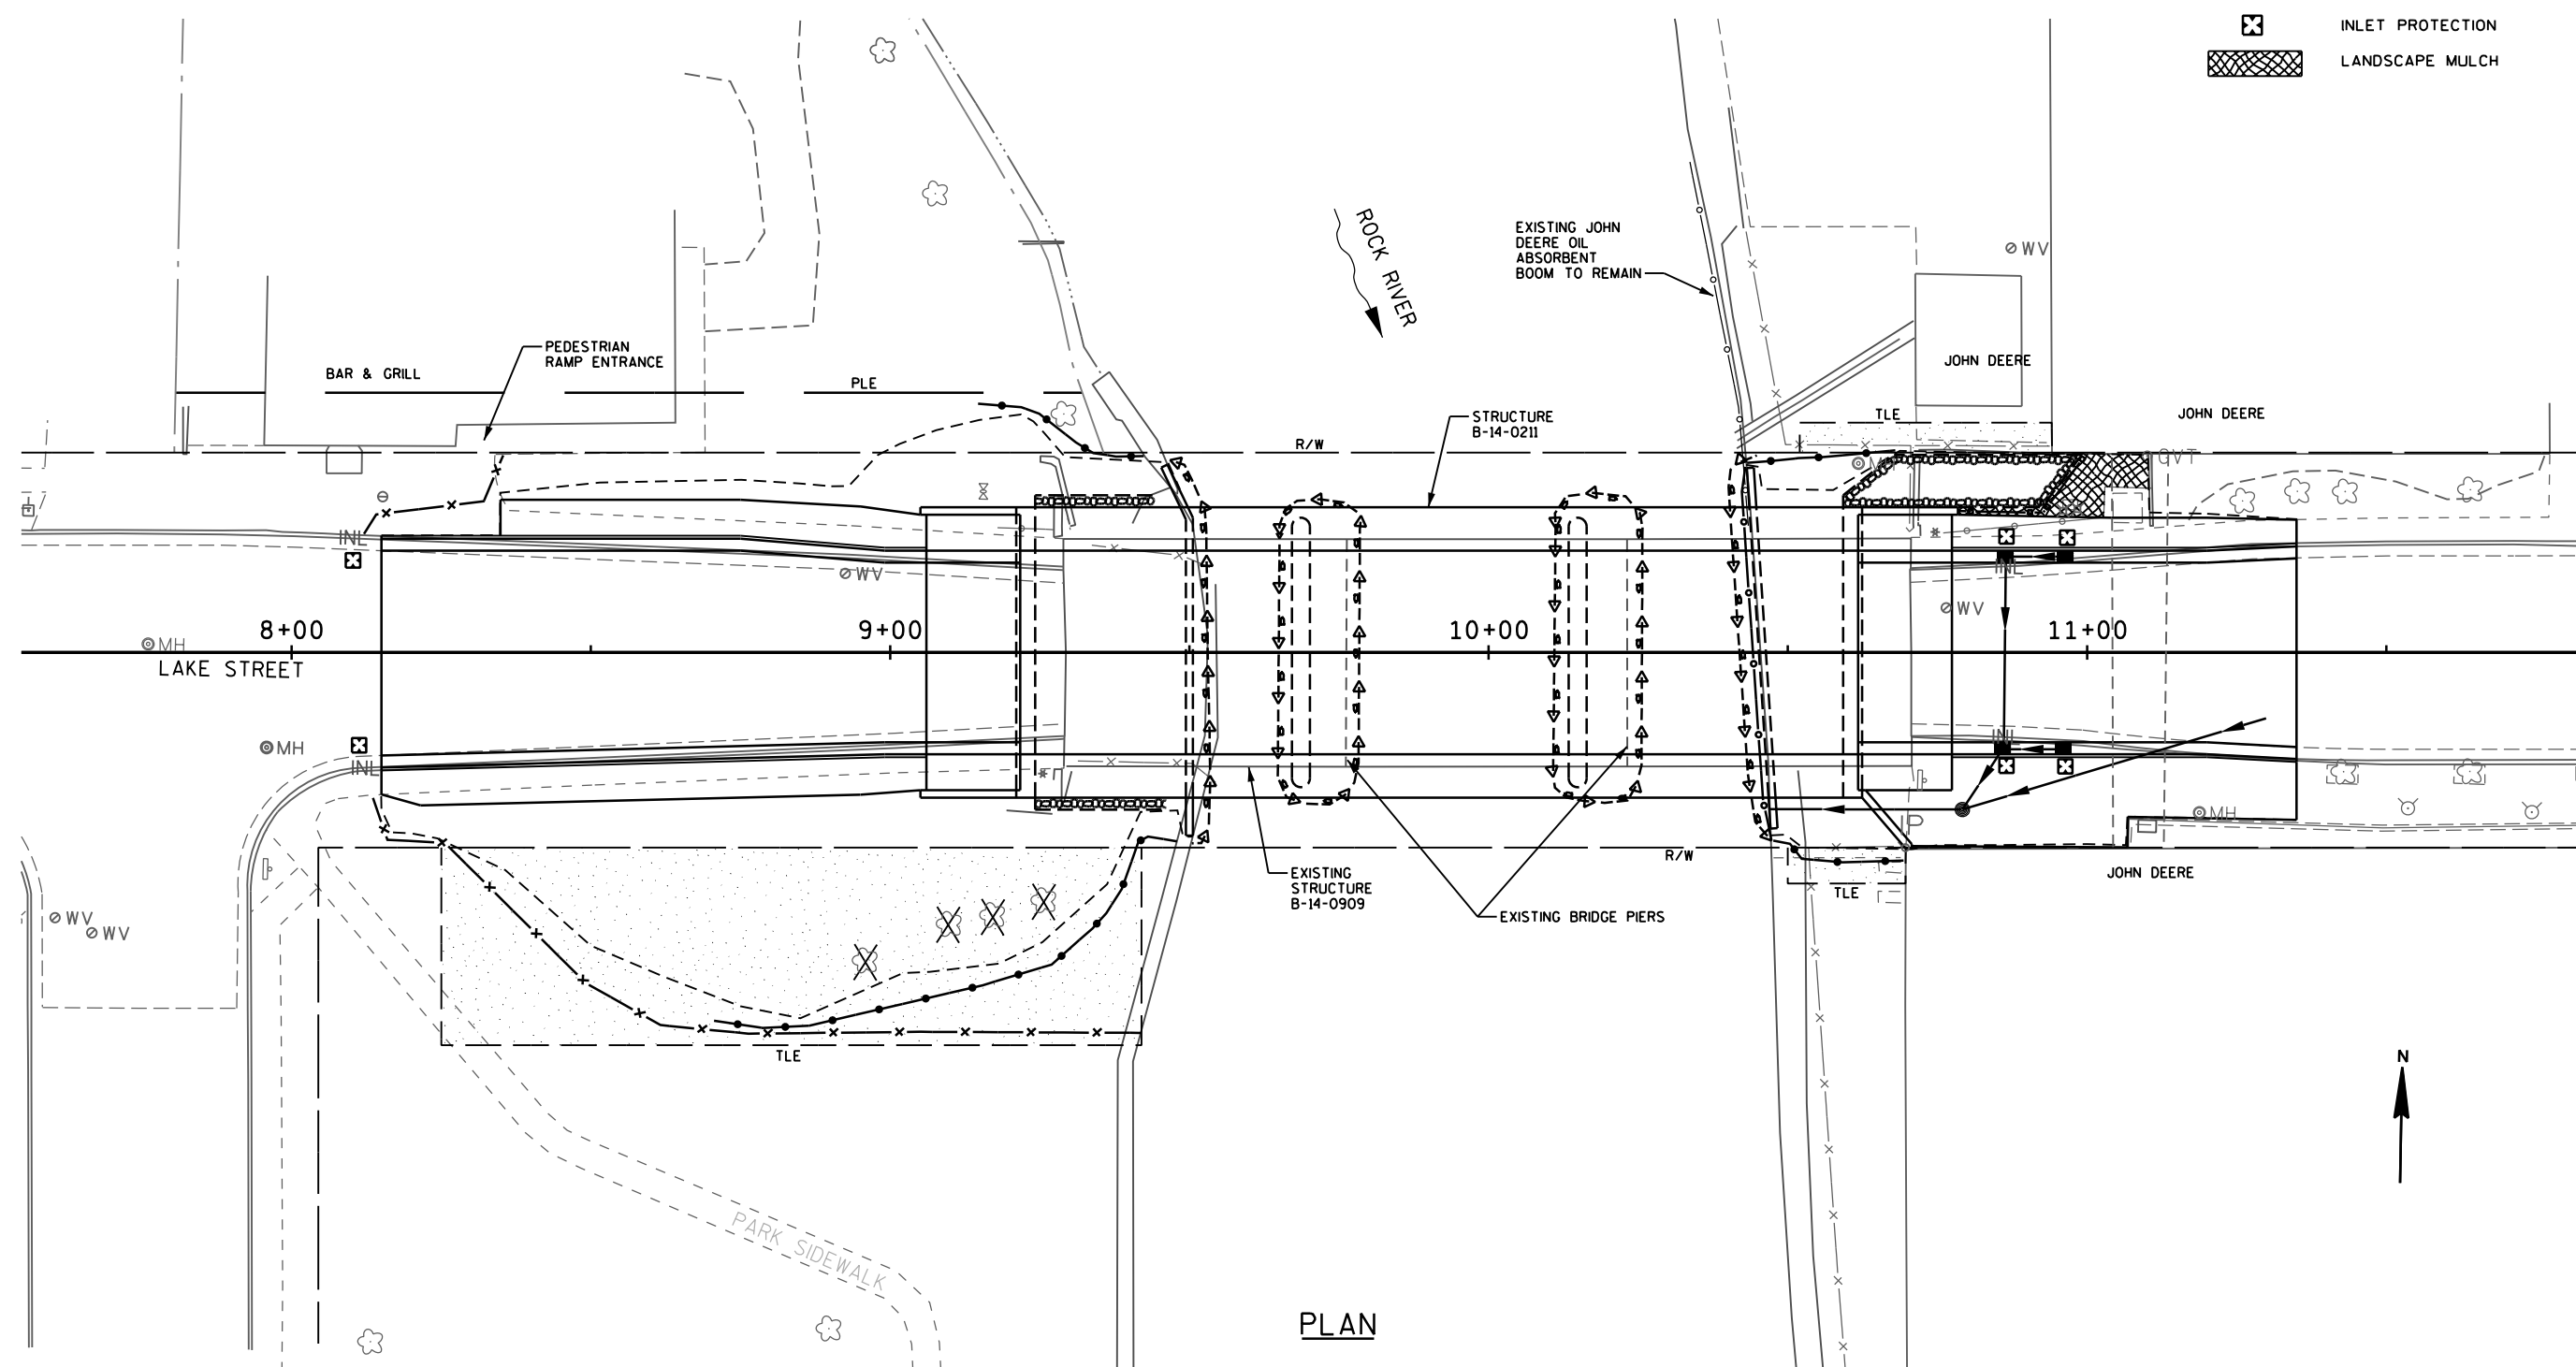 INLET PROTECTION
LANDSCAPE MULCH
ROCK RIVER
EXISTING JOHN
DEERE OIL
ABSORBENT
BOOM TO REMAIN
WV
PEDESTRIAN
RAMP ENTRANCE
BAR & GRILL
PLE
JOHN DEERE
STRUCTURE
B-14-0211
TLE
JOHN DEERE
R/W
GVT
INL
WV
INL
WV
8+00
9+00
10+00
11+00
MH
LAKE STREET
MH
INL
INL
MH
P
R/W
EXISTING
STRUCTURE
B-14-0909
JOHN DEERE
TLE
WV
WV
EXISTING BRIDGE PIERS
TLE
N
PARK SIDEWALK
PLAN